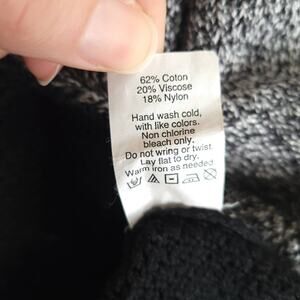 62% Coton
20% Viscose
18% Nylon
Hand wash cold,
with like colors.
Non chlorine
bleach only.
Do not wring or twist.
Lay flat to dry.
Warm iron as needed